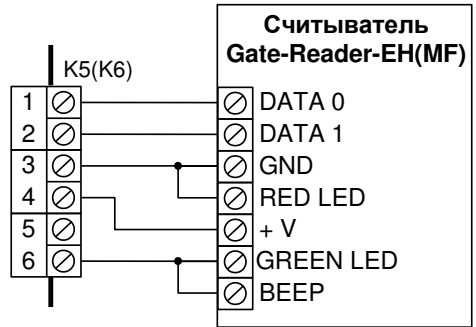 Считыватель
Gate-Reader-EH(MF)
K5(K6)
1 DATA 0
2 DATA 1
3 GND
4 RED LED
5 + V
6 GREEN LED
BEEP